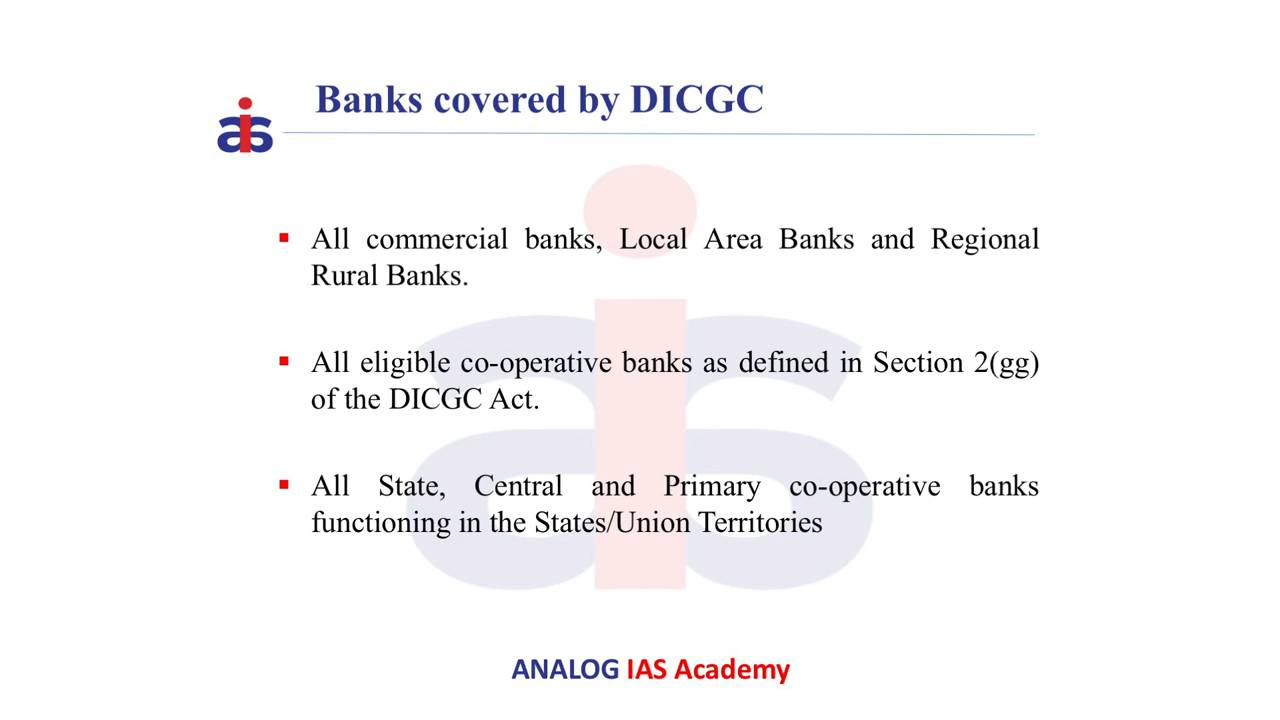 Banks covered by DICGC
ais
All commercial banks, Local Area Banks and Regional
Rural Banks.
All eligible co-operative banks as defined in Section 2(gg)
of the DICGC Act.
All State, Central and Primary co-operative banks
functioning in the States/Union Territories
ANALOG IAS Academy